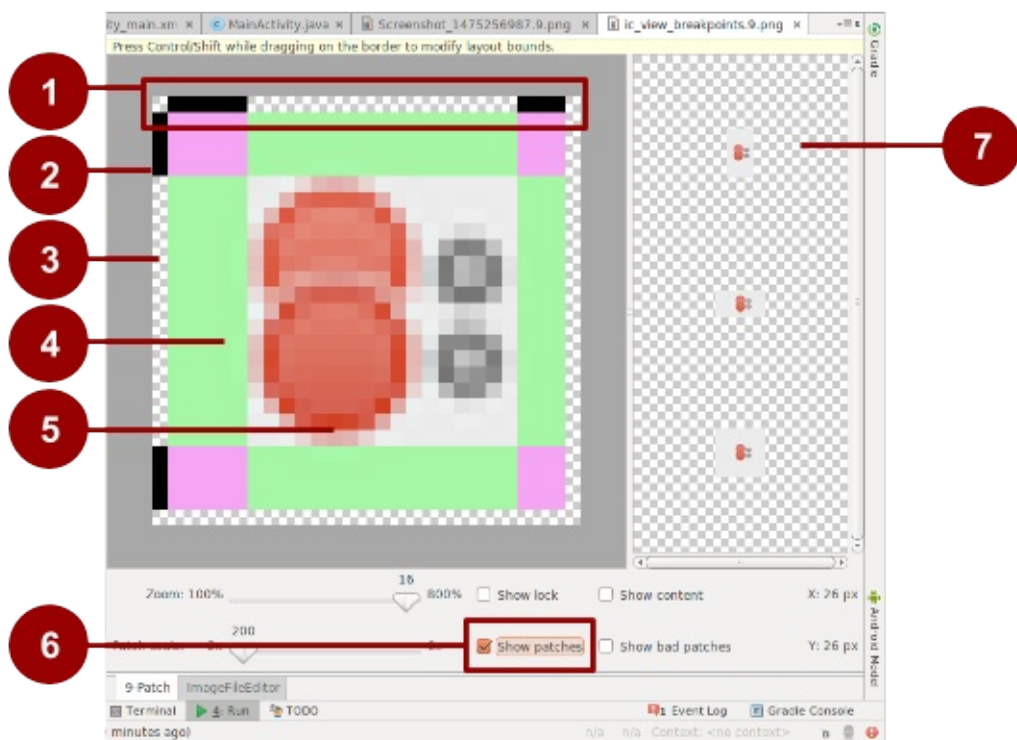 ity_main.xm × MainActivity.java × Screenshot_1475256987.9.png × ic_view_breakpoints.9.png ×
Press Control/Shift while dragging on the border to modify layout bounds.
Gradle
1
2
3
4
5
6
7
Zoom: 100% 16 800% Show lock Show content X: 26 px
200 Show patches Show bad patches Y: 26 px
Android Model
9-Patch ImageFileEditor
Terminal 4: Run TODO 1 Event Log Gradle Console
minutes ago) n/a n/a Context: <no context>